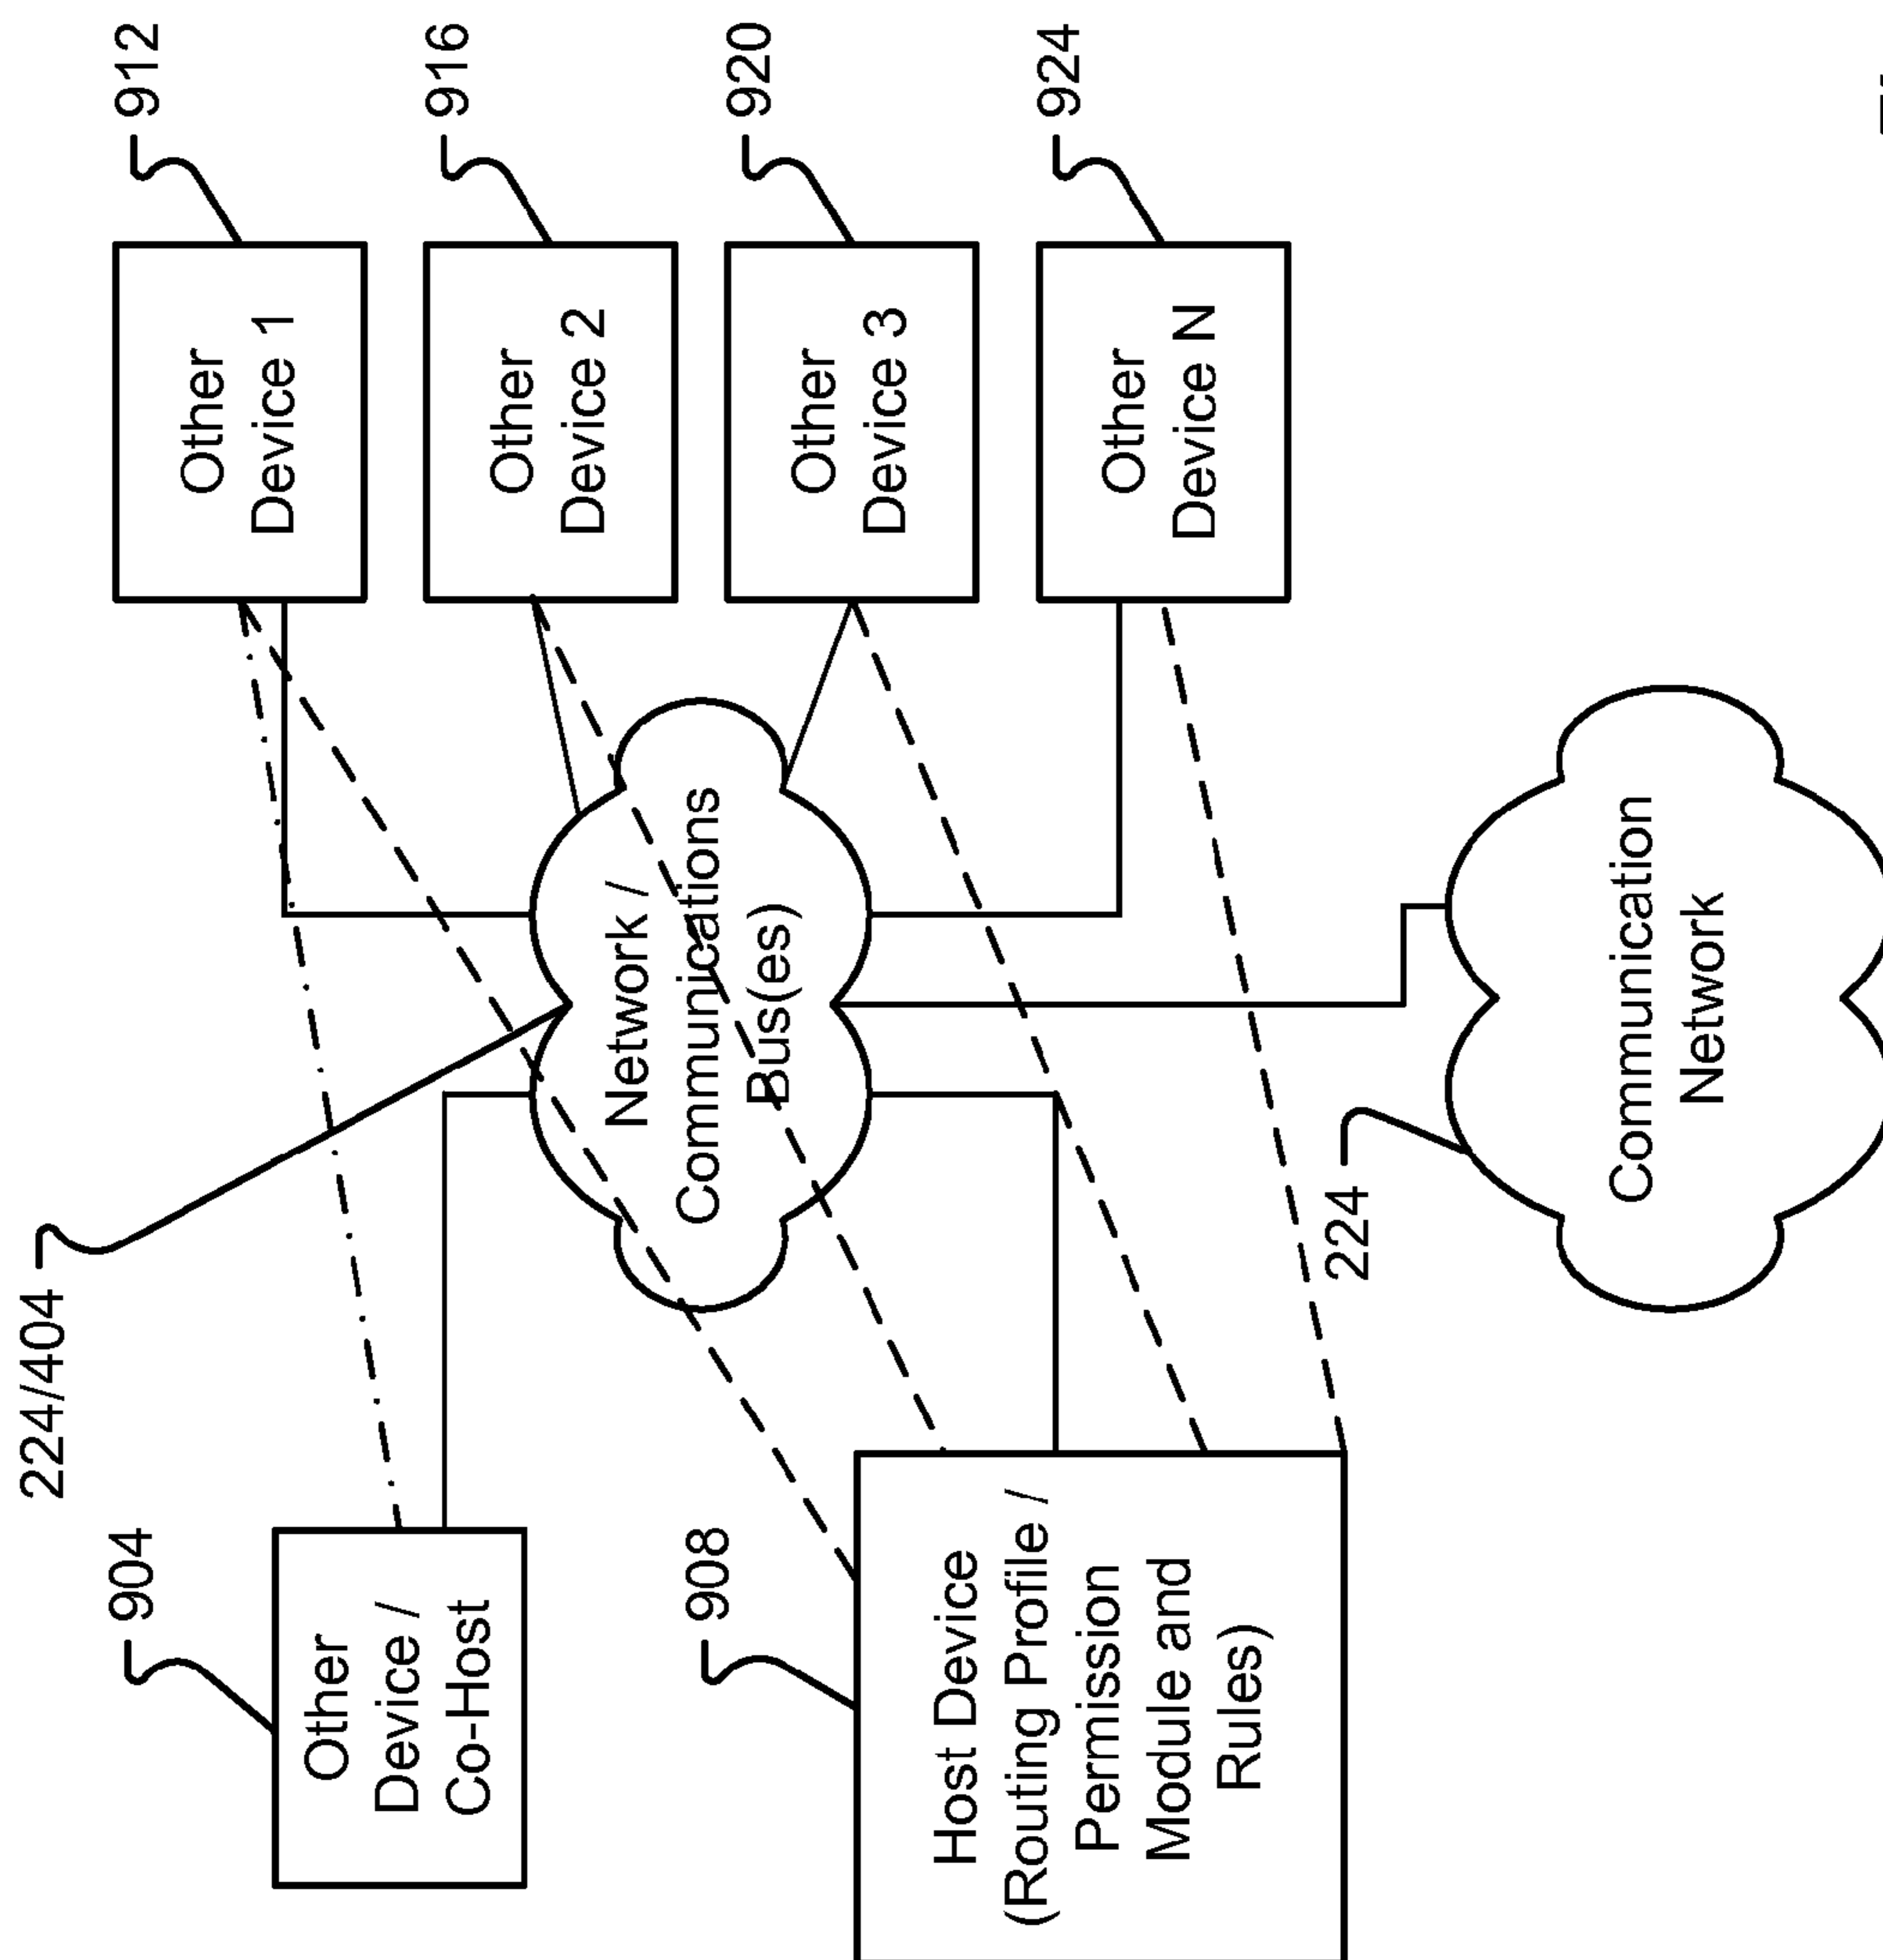 224/404
904
Other
Device /
Co-Host
908
Host Device
(Routing Profile /
Permission
Module and
Rules)
Network /
Communications
Bus(es)
912
Other
Device 1
916
Other
Device 2
920
Other
Device 3
924
Other
Device N
224
Communication
Network